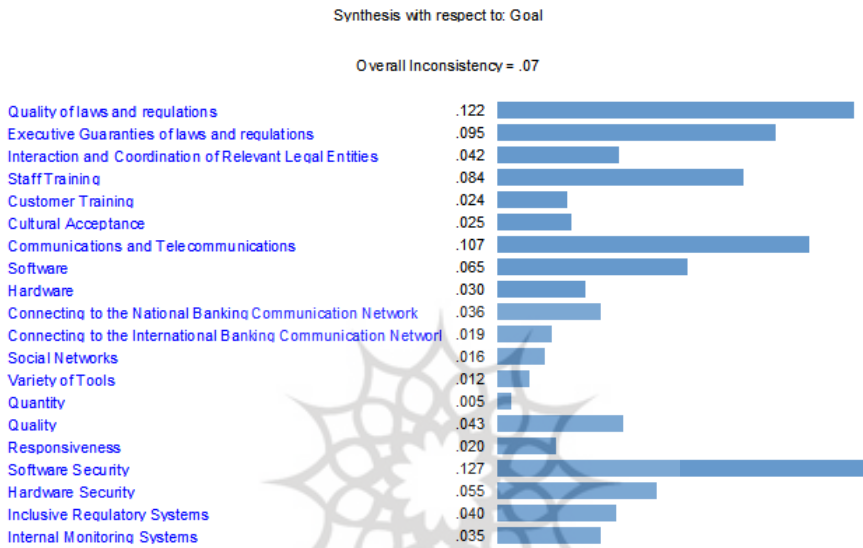 Synthesis with respect to: Goal
Overall Inconsistency = .07
Quality of laws and regulations .122
Executive Guaranties of laws and regulations .095
Interaction and Coordination of Relevant Legal Entities .042
Staff Training .084
Customer Training .024
Cultural Acceptance .025
Communications and Telecommunications .107
Software .065
Hardware .030
Connecting to the National Banking Communication Network .036
Connecting to the International Banking Communication Networl .019
Social Networks .016
Variety of Tools .012
Quantity .005
Quality .043
Responsiveness .020
Software Security .127
Hardware Security .055
Inclusive Regulatory Systems .040
Internal Monitoring Systems .035